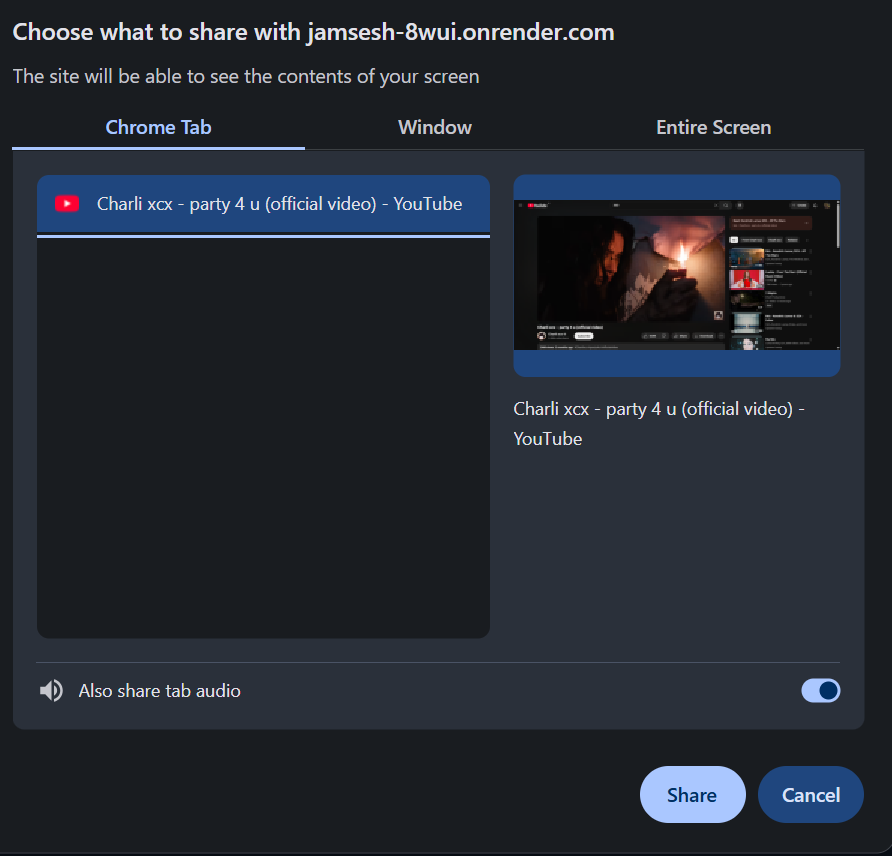 Choose what to share with jamsesh-8wui.onrender.com
The site will be able to see the contents of your screen
Chrome Tab
Window
Entire Screen
Charli xcx - party 4 u (official video) - YouTube
Charli xcx - party 4 u (official video) -
YouTube
Also share tab audio
Share
Cancel